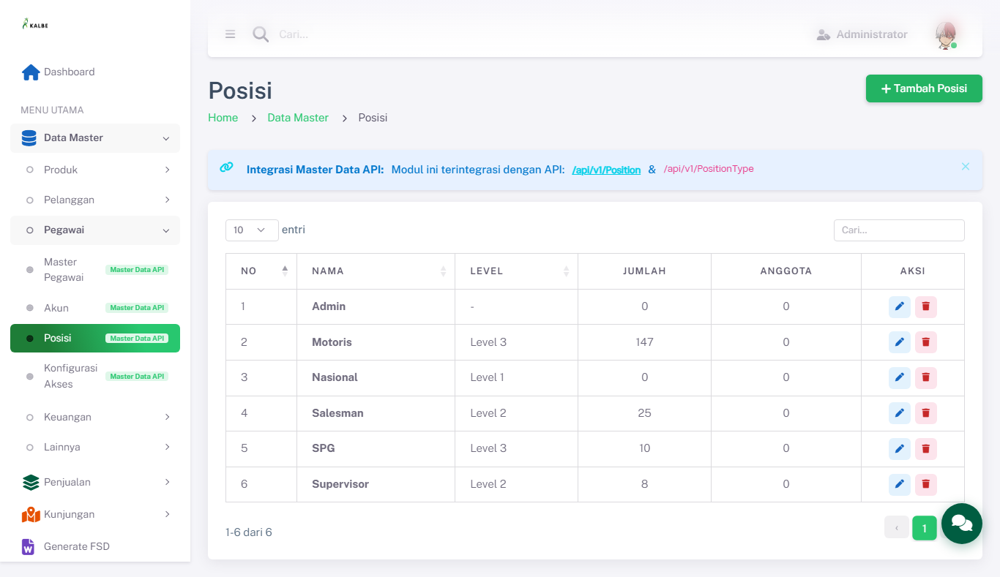 KALBE
Cari...
Administrator
Dashboard
MENU UTAMA
Data Master
Produk
Pelanggan
Pegawai
Master Pegawai
Master Data API
Akun
Master Data API
Posisi
Master Data API
Konfigurasi Akses
Master Data API
Keuangan
Lainnya
Penjualan
Kunjungan
Generate FSD
Posisi
+ Tambah Posisi
Home > Data Master > Posisi
Integrasi Master Data API: Modul ini terintegrasi dengan API: /api/v1/Position & /api/v1/PositionType
10 entri
Cari...
NO NAMA LEVEL JUMLAH ANGGOTA AKSI
1 Admin - 0 0
2 Motoris Level 3 147 0
3 Nasional Level 1 0 0
4 Salesman Level 2 25 0
5 SPG Level 3 10 0
6 Supervisor Level 2 8 0
1-6 dari 6
‹ 1